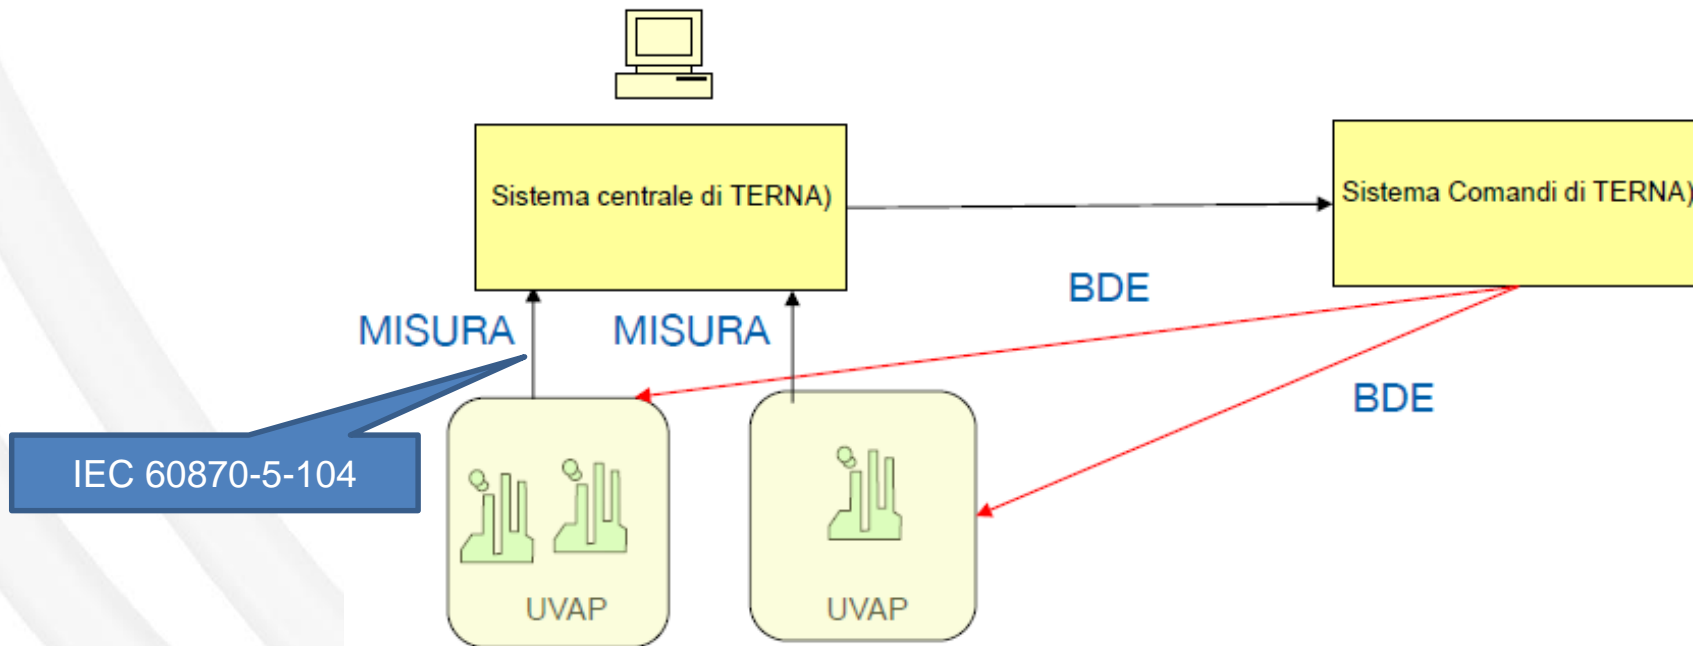 Sistema centrale di TERNA)
Sistema Comandi di TERNA)
BDE
MISURA
MISURA
BDE
IEC 60870-5-104
UVAP
UVAP